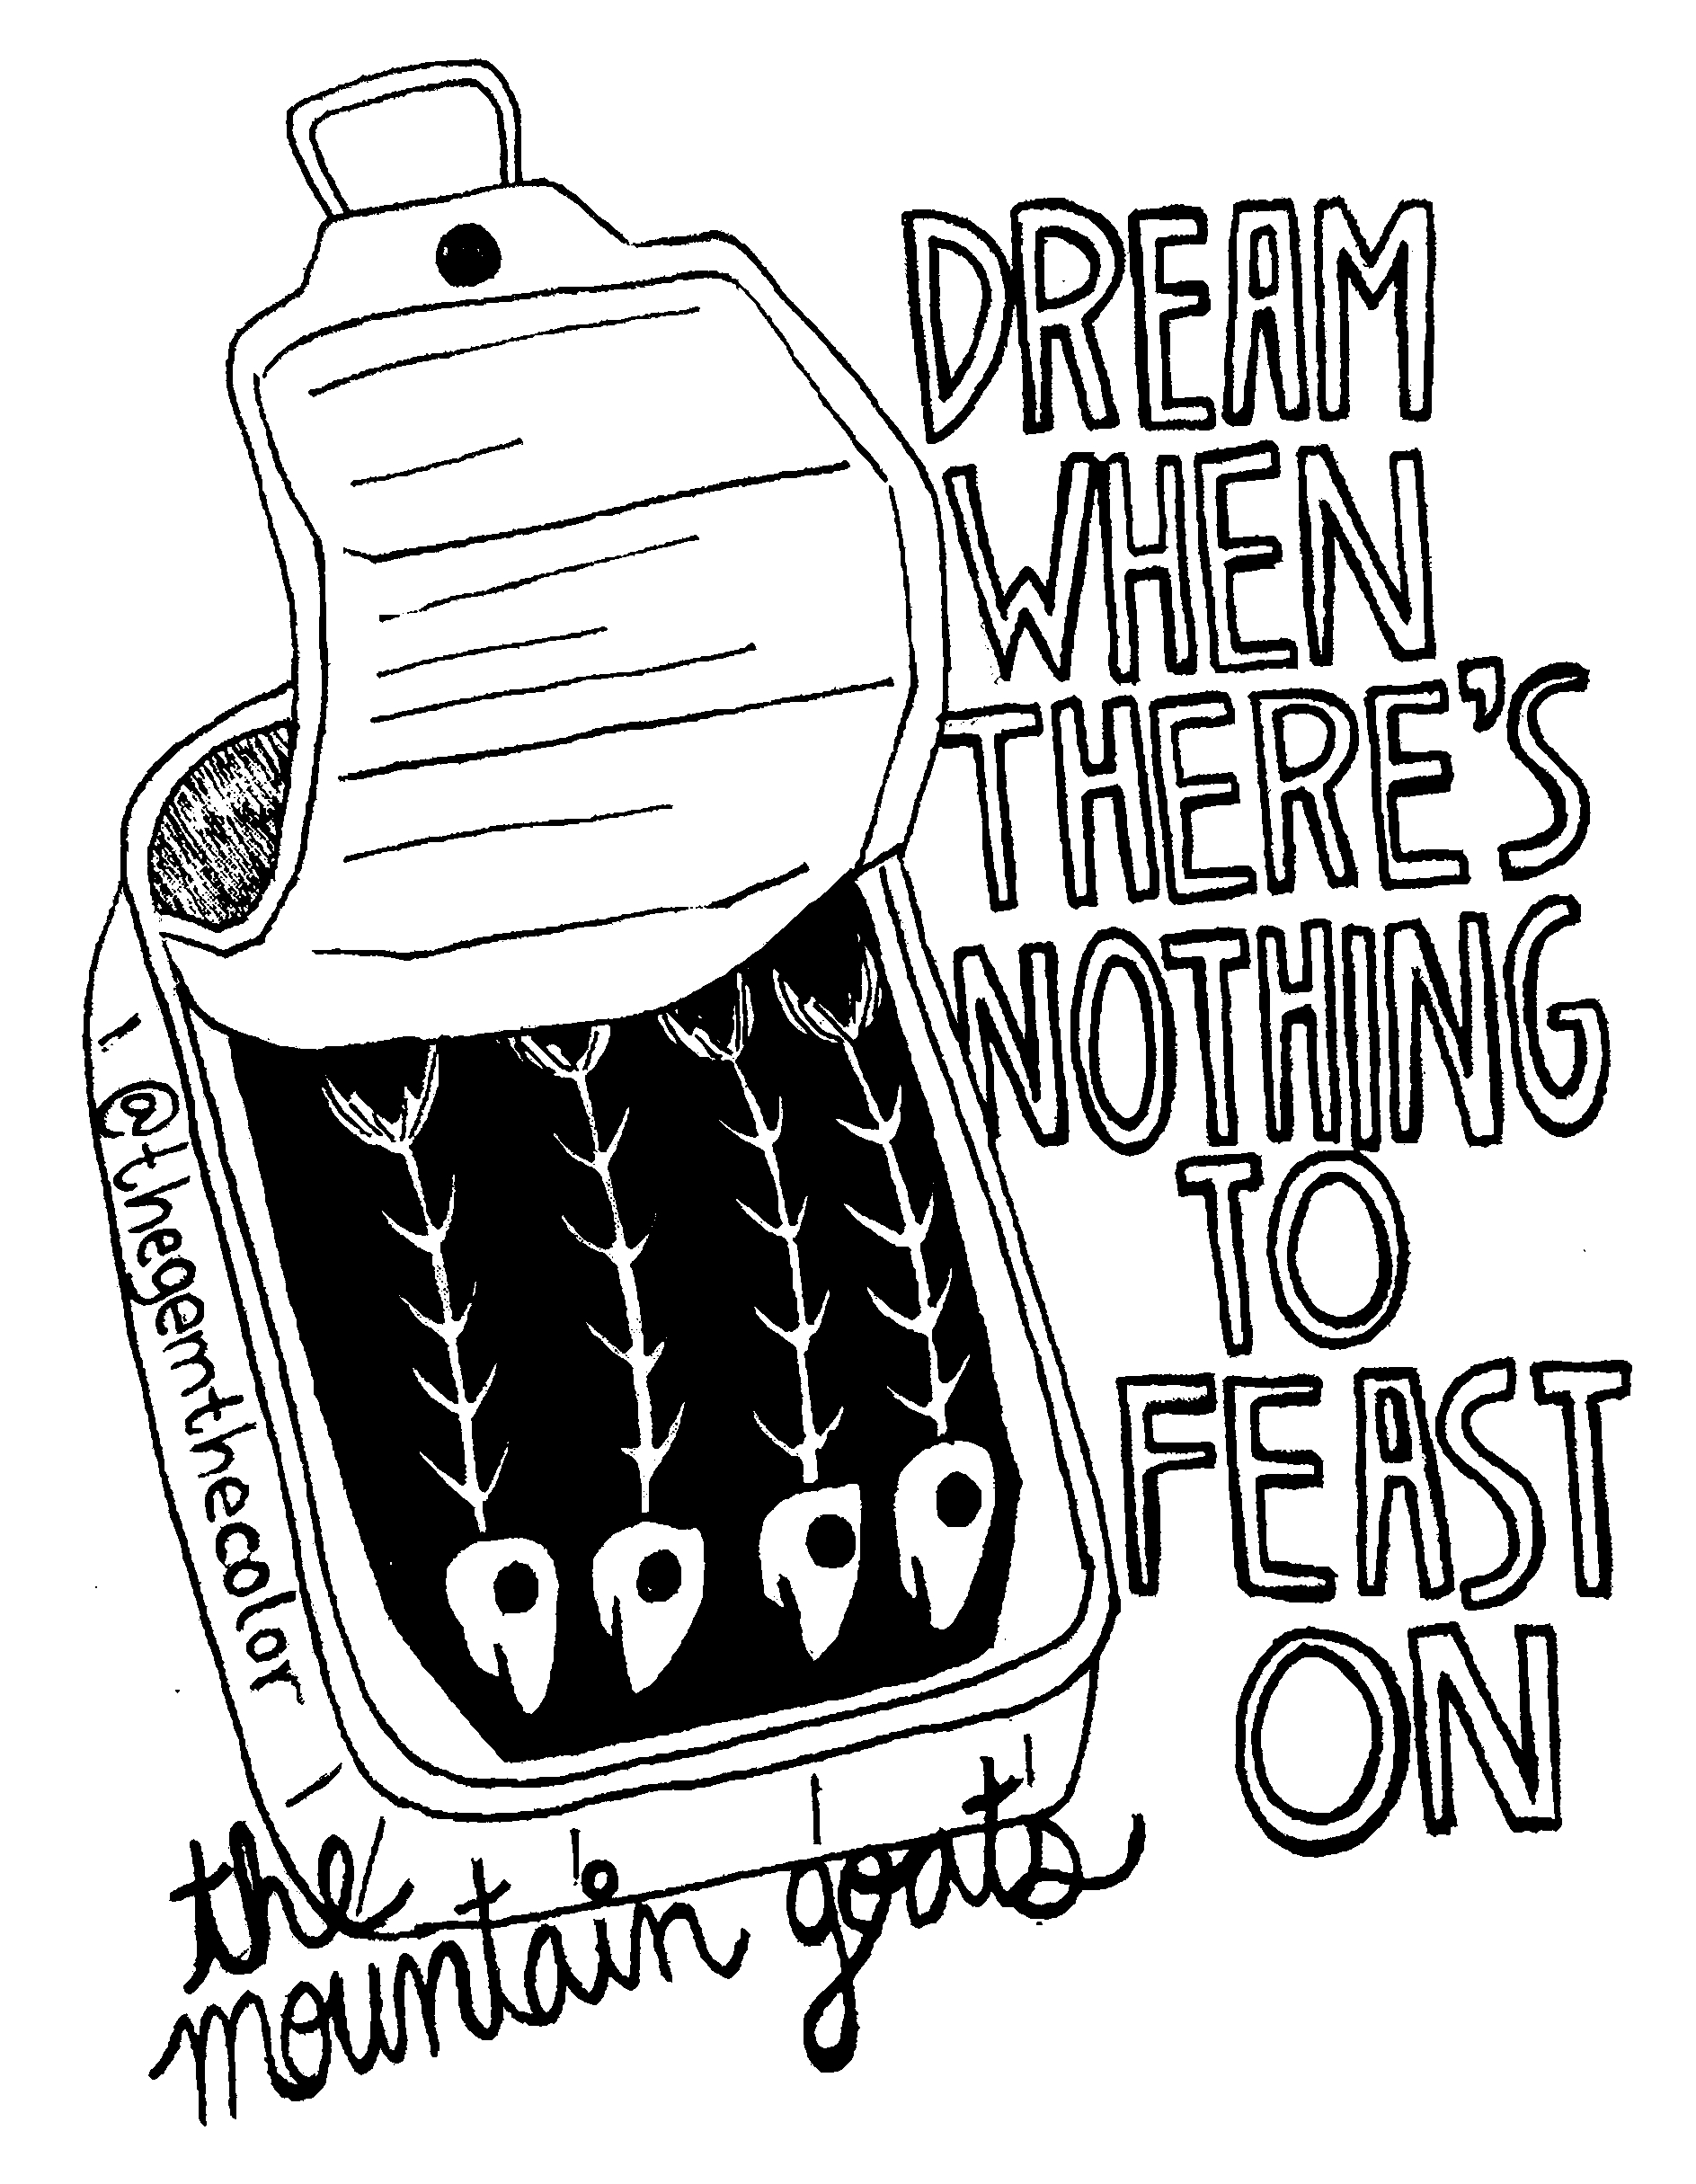 DREAM
WHEN
THERE'S
NOTHING
TO
FEAST
ON
@thegemthecolor
the
mountain goats